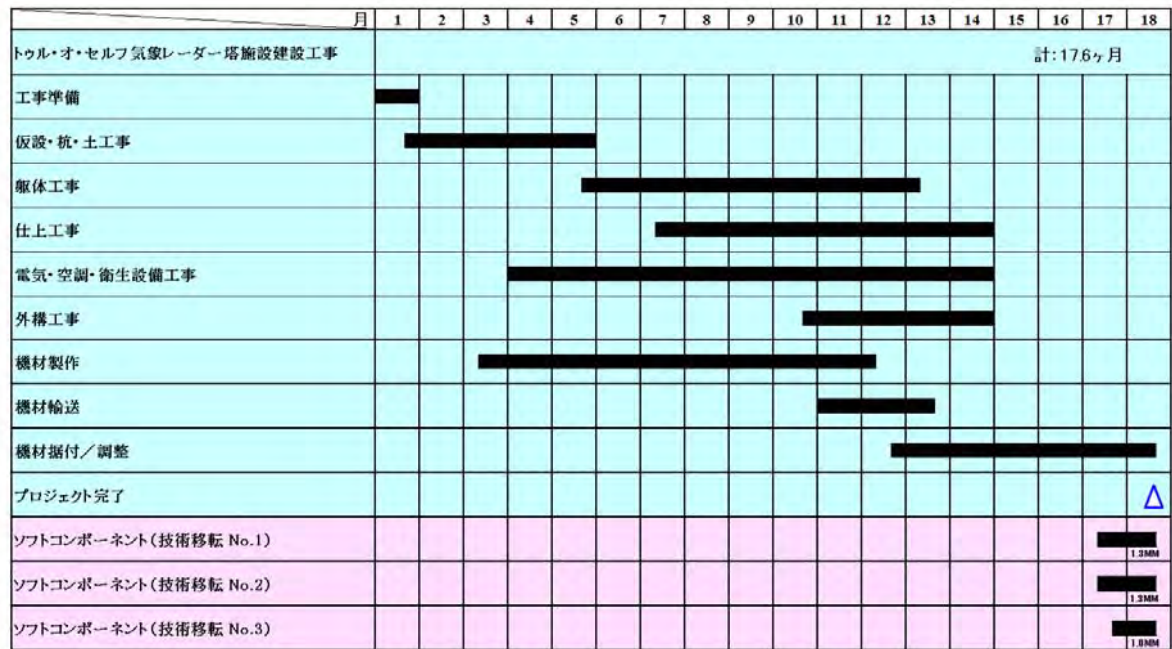 月 1 2 3 4 5 6 7 8 9 10 11 12 13 14 15 16 17 18
トゥル・オ・セルフ気象レーダー塔施設建設工事 計:17.6ヶ月
工事準備
仮設・杭・土工事
躯体工事
仕上工事
電気・空調・衛生設備工事
外構工事
機材製作
機材輸送
機材据付/調整
プロジェクト完了
ソフトコンポーネント(技術移転 No.1)
1.3MM
ソフトコンポーネント(技術移転 No.2)
1.3MM
ソフトコンポーネント(技術移転 No.3)
1.8MM